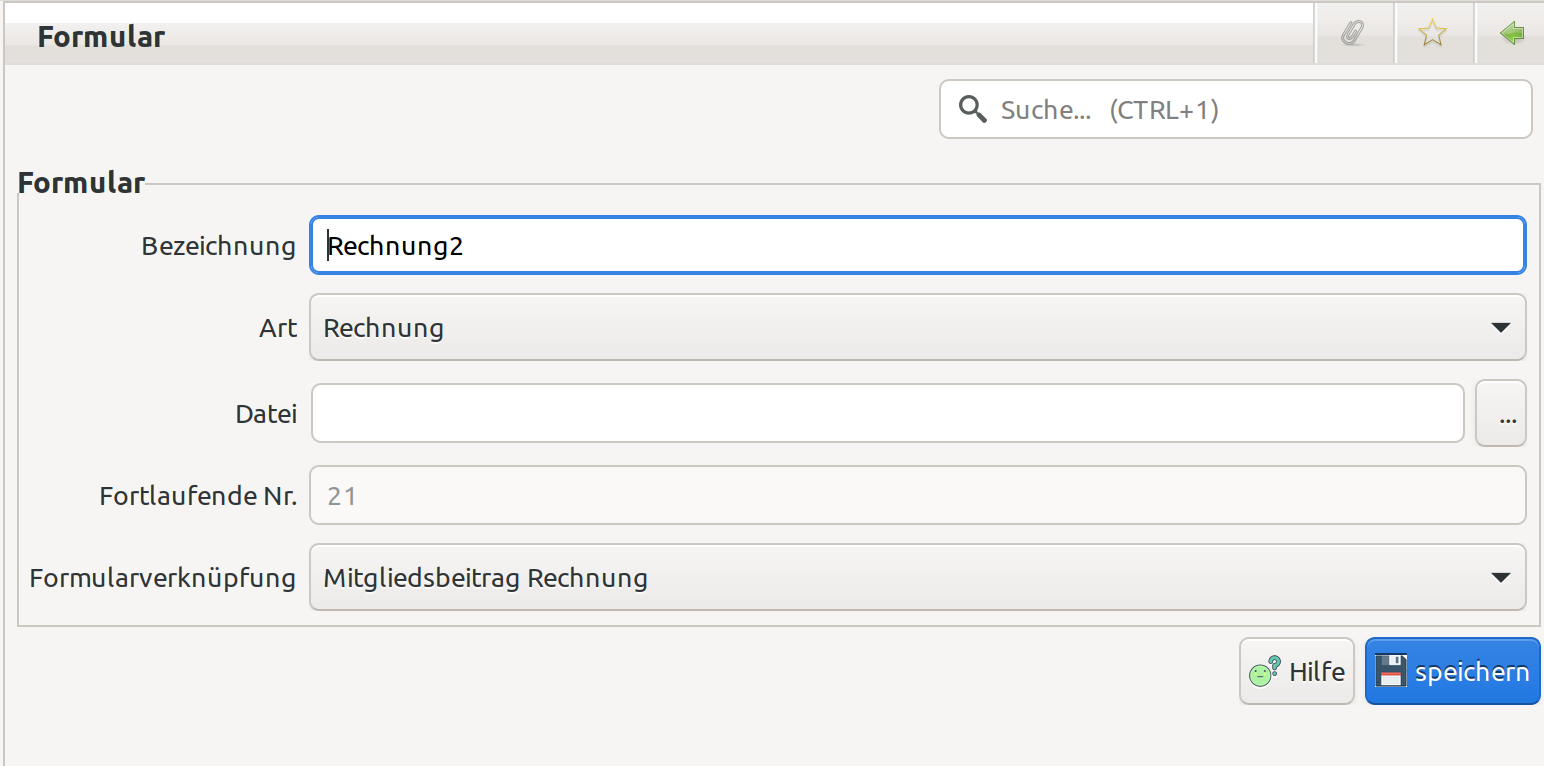 Formular
Suche... (CTRL+1)
Formular
Bezeichnung Rechnung2
Art Rechnung
Datei ...
Fortlaufende Nr. 21
Formularverknüpfung Mitgliedsbeitrag Rechnung
Hilfe speichern